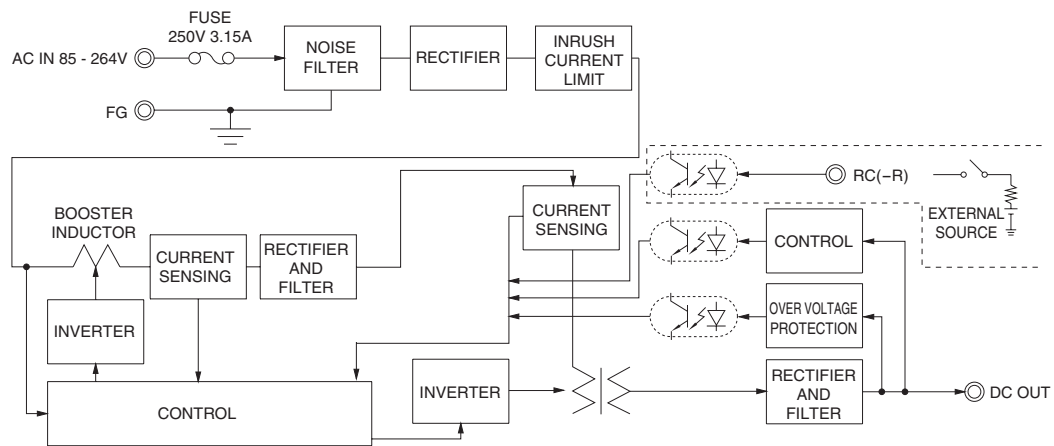 FUSE
250V 3.15A
AC IN 85 - 264V
NOISE
FILTER
RECTIFIER
INRUSH
CURRENT
LIMIT
FG
RC(−R)
EXTERNAL
SOURCE
CURRENT
SENSING
BOOSTER
INDUCTOR
CURRENT
SENSING
RECTIFIER
AND
FILTER
CONTROL
INVERTER
OVER VOLTAGE
PROTECTION
CONTROL
INVERTER
RECTIFIER
AND
FILTER
DC OUT